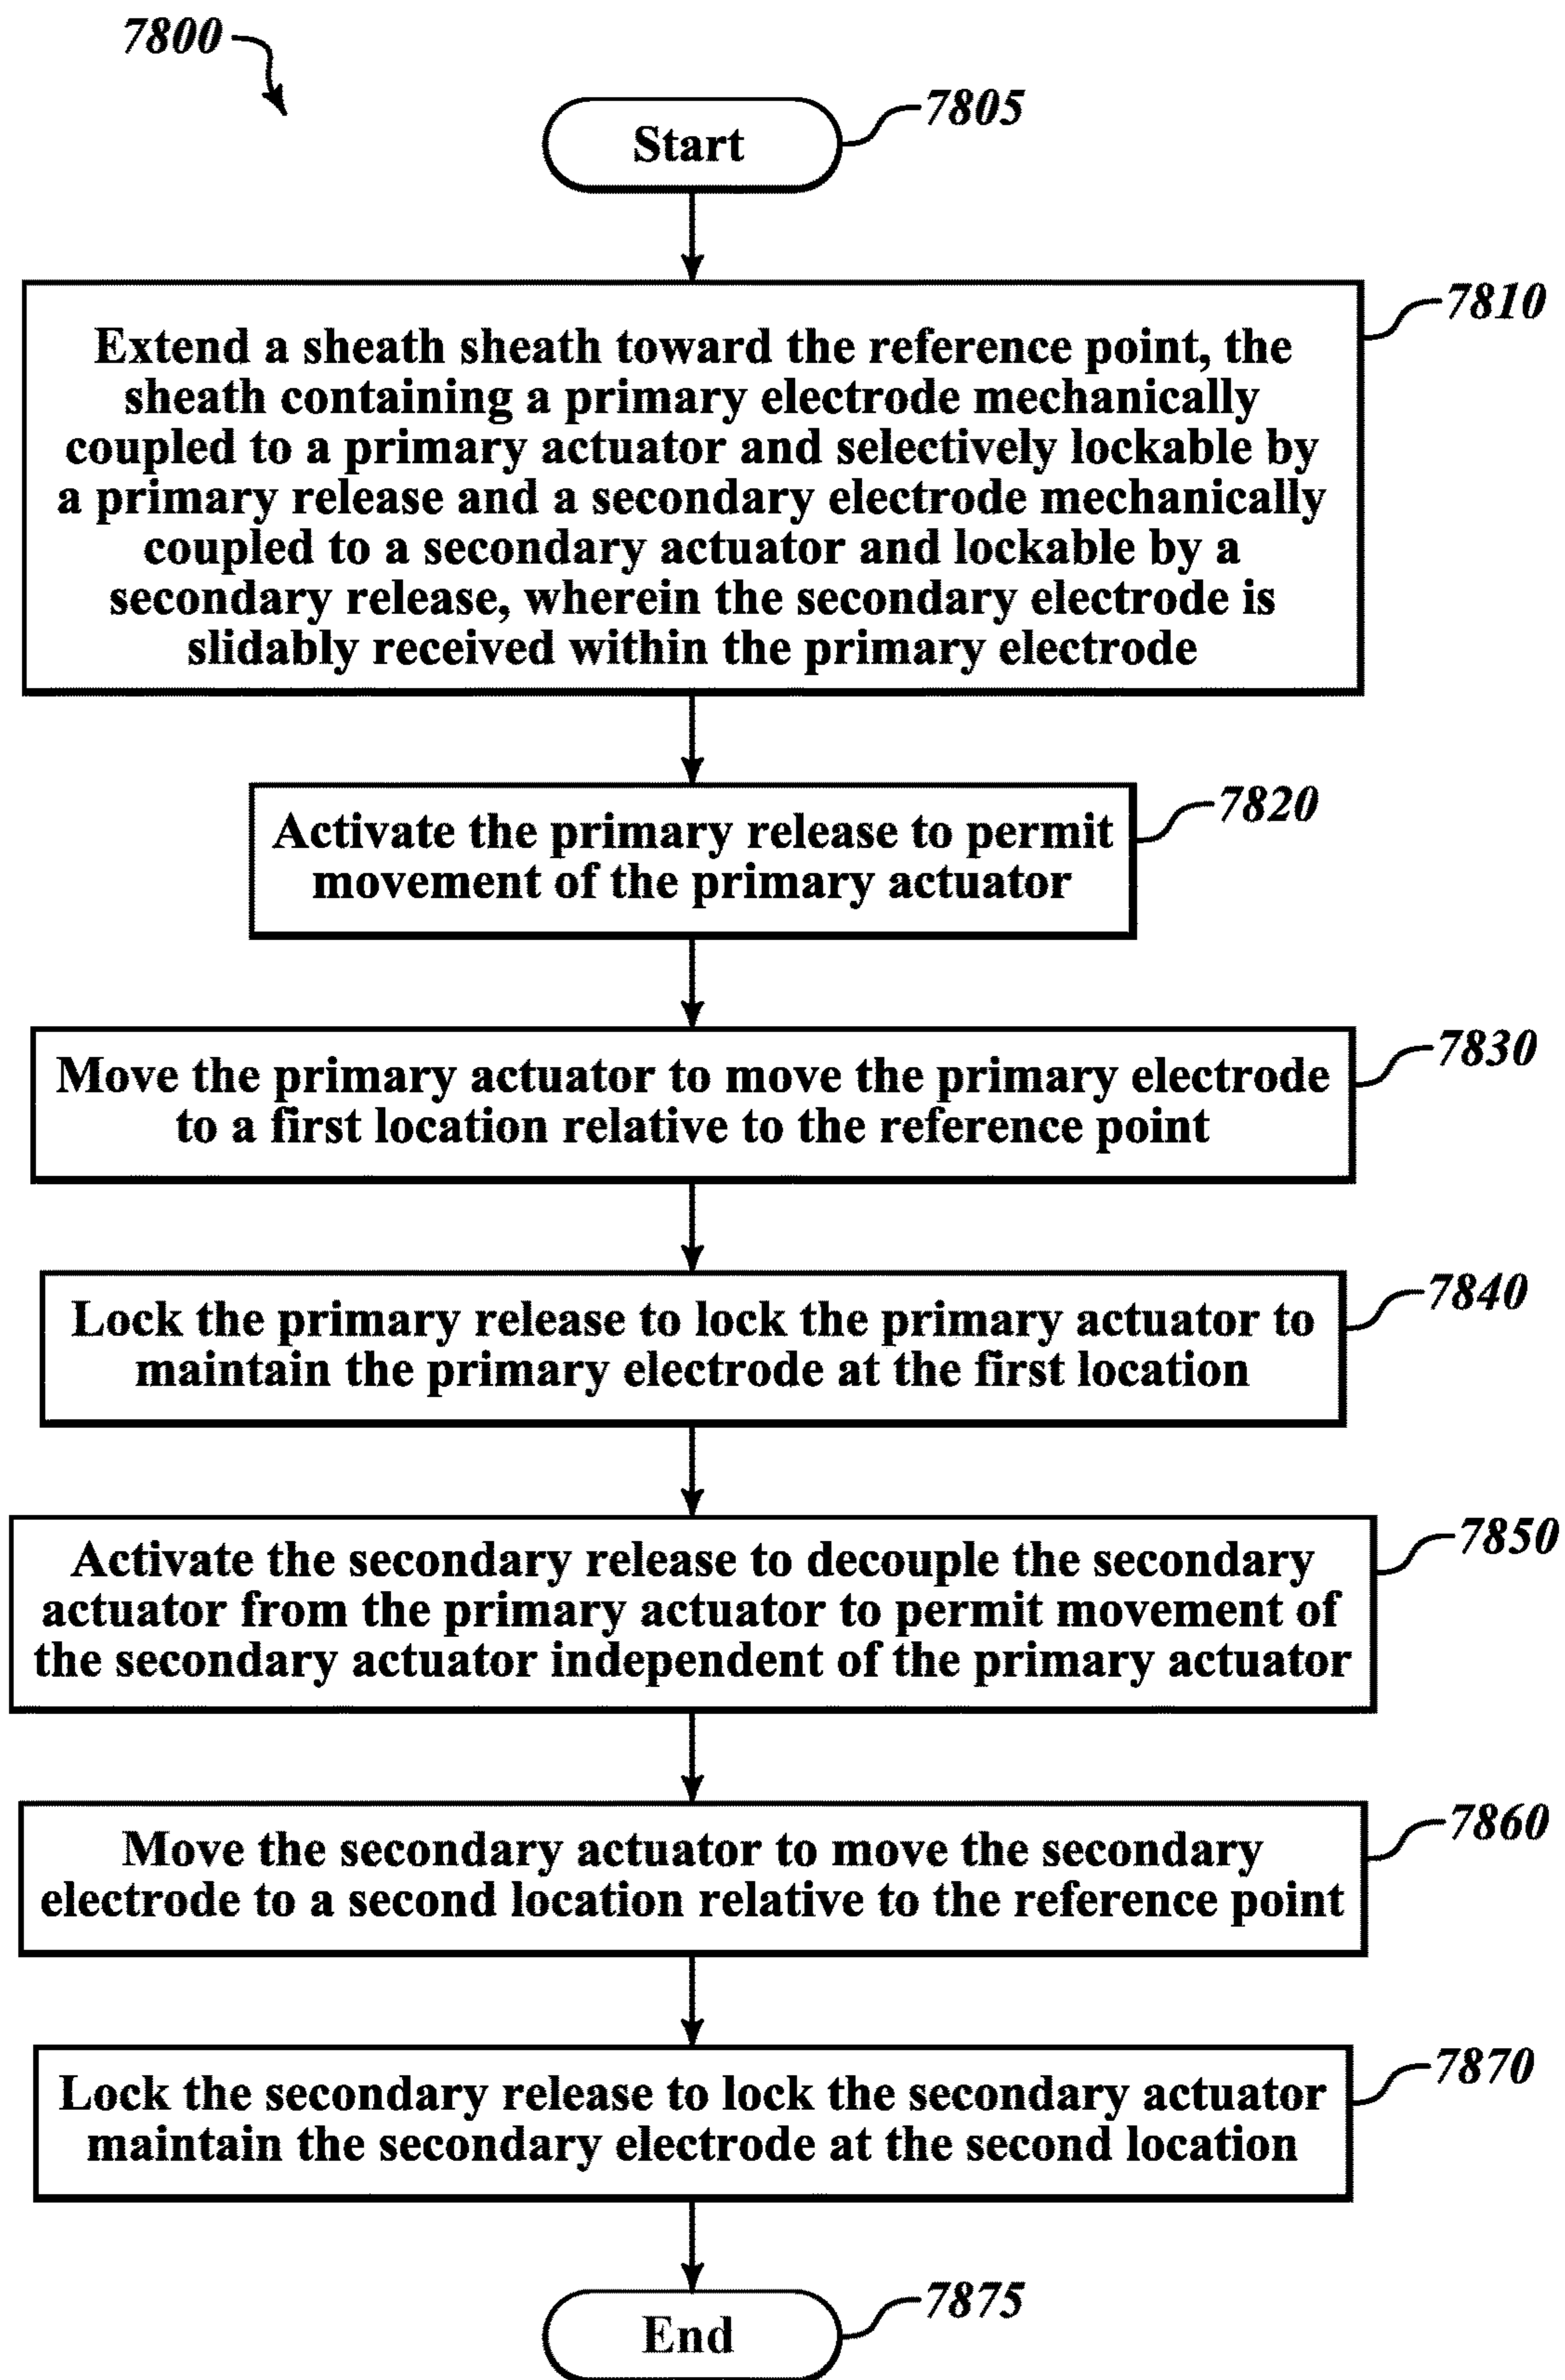 7800
Start
7805
7810
Extend a sheath sheath toward the reference point, the
sheath containing a primary electrode mechanically
coupled to a primary actuator and selectively lockable by
a primary release and a secondary electrode mechanically
coupled to a secondary actuator and lockable by a
secondary release, wherein the secondary electrode is
slidably received within the primary electrode
7820
Activate the primary release to permit
movement of the primary actuator
7830
Move the primary actuator to move the primary electrode
to a first location relative to the reference point
7840
Lock the primary release to lock the primary actuator to
maintain the primary electrode at the first location
7850
Activate the secondary release to decouple the secondary
actuator from the primary actuator to permit movement of
the secondary actuator independent of the primary actuator
7860
Move the secondary actuator to move the secondary
electrode to a second location relative to the reference point
7870
Lock the secondary release to lock the secondary actuator
maintain the secondary electrode at the second location
7875
End